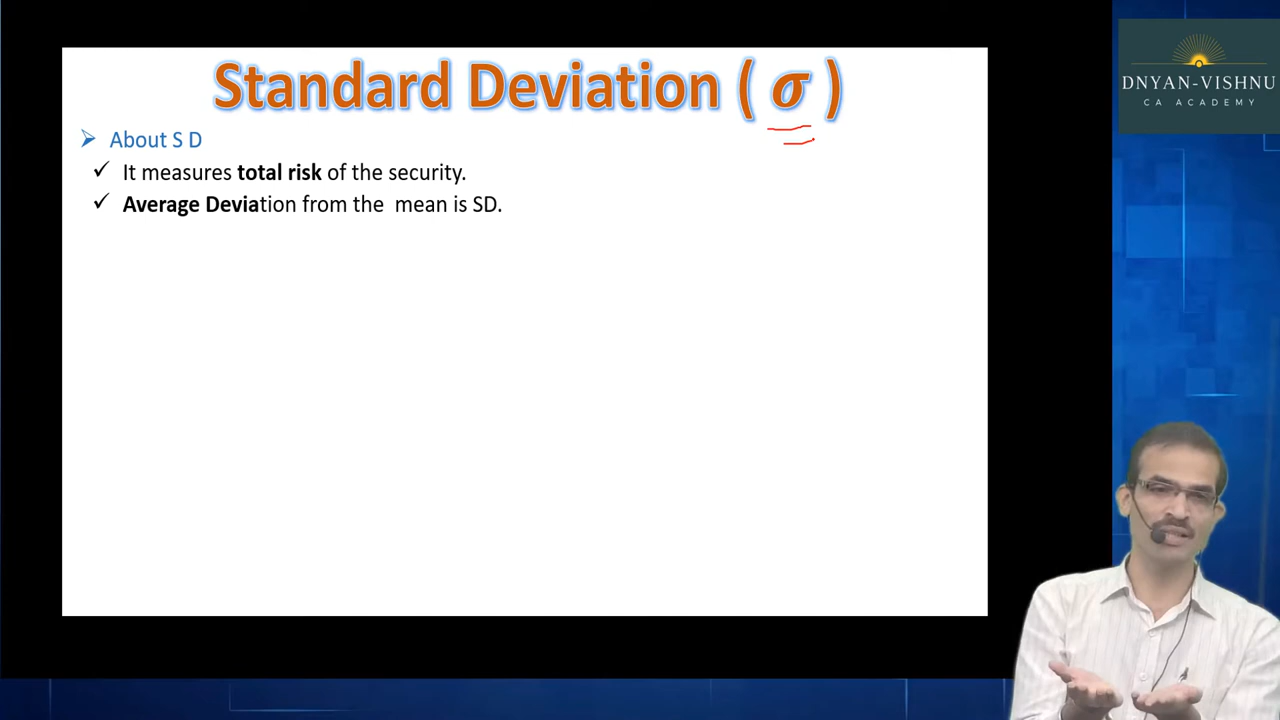 Standard Deviation ( σ )
➢ About S D
✓ It measures total risk of the security.
✓ Average Deviation from the mean is SD.
DNYAN-VISHNU
CA ACADEMY